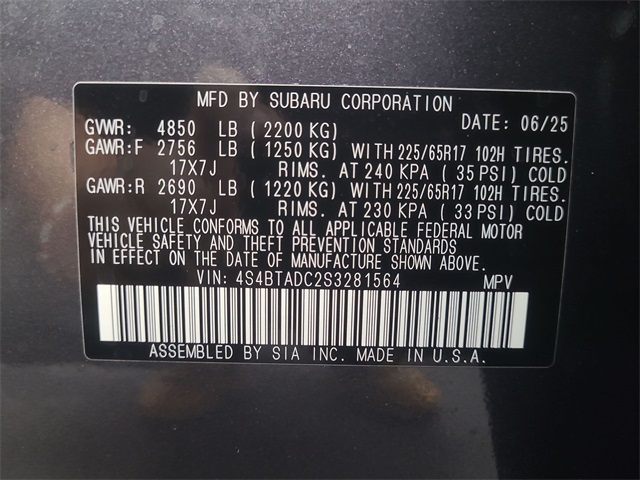 MFD BY SUBARU CORPORATION
DATE: 06/25
GVWR: 4850 LB (2200 KG)
GAWR:F 2756 LB (1250 KG) WITH 225/65R17 102H TIRES.
17X7J RIMS. AT 240 KPA (35 PSI) COLD
GAWR:R 2690 LB (1220 KG) WITH 225/65R17 102H TIRES.
17X7J RIMS. AT 230 KPA (33 PSI) COLD
THIS VEHICLE CONFORMS TO ALL APPLICABLE FEDERAL MOTOR
VEHICLE SAFETY AND THEFT PREVENTION STANDARDS
IN EFFECT ON THE DATE OF MANUFACTURE SHOWN ABOVE.
VIN: 4S4BTADC2S3281564 MPV
ASSEMBLED BY SIA INC. MADE IN U.S.A.